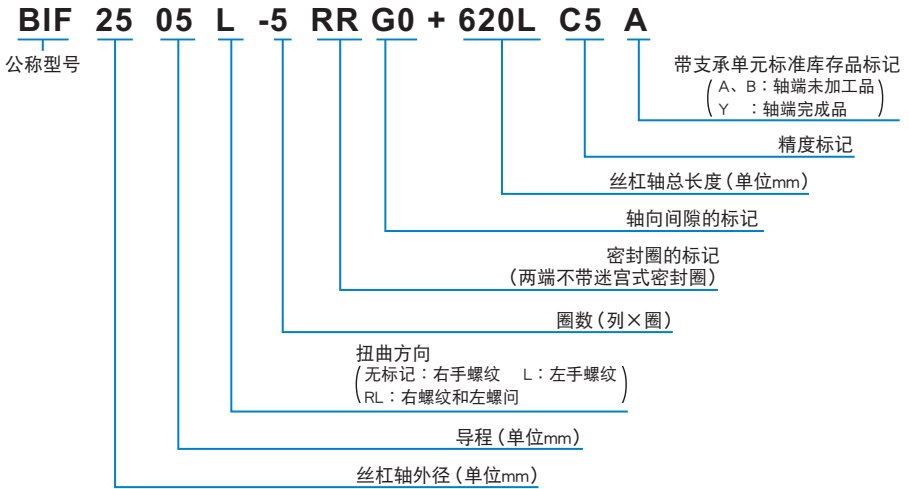 BIF 25 05 L -5 RR G0 + 620L C5 A
公称型号
带支承单元标准库存品标记
(A、B：轴端未加工品
Y ：轴端完成品)
精度标记
丝杠轴总长度(单位mm)
轴向间隙的标记
密封圈的标记
(两端不带迷宫式密封圈)
圈数(列×圈)
扭曲方向
(无标记：右手螺纹 L：左手螺纹
RL：右螺纹和左螺问)
导程(单位mm)
丝杠轴外径(单位mm)